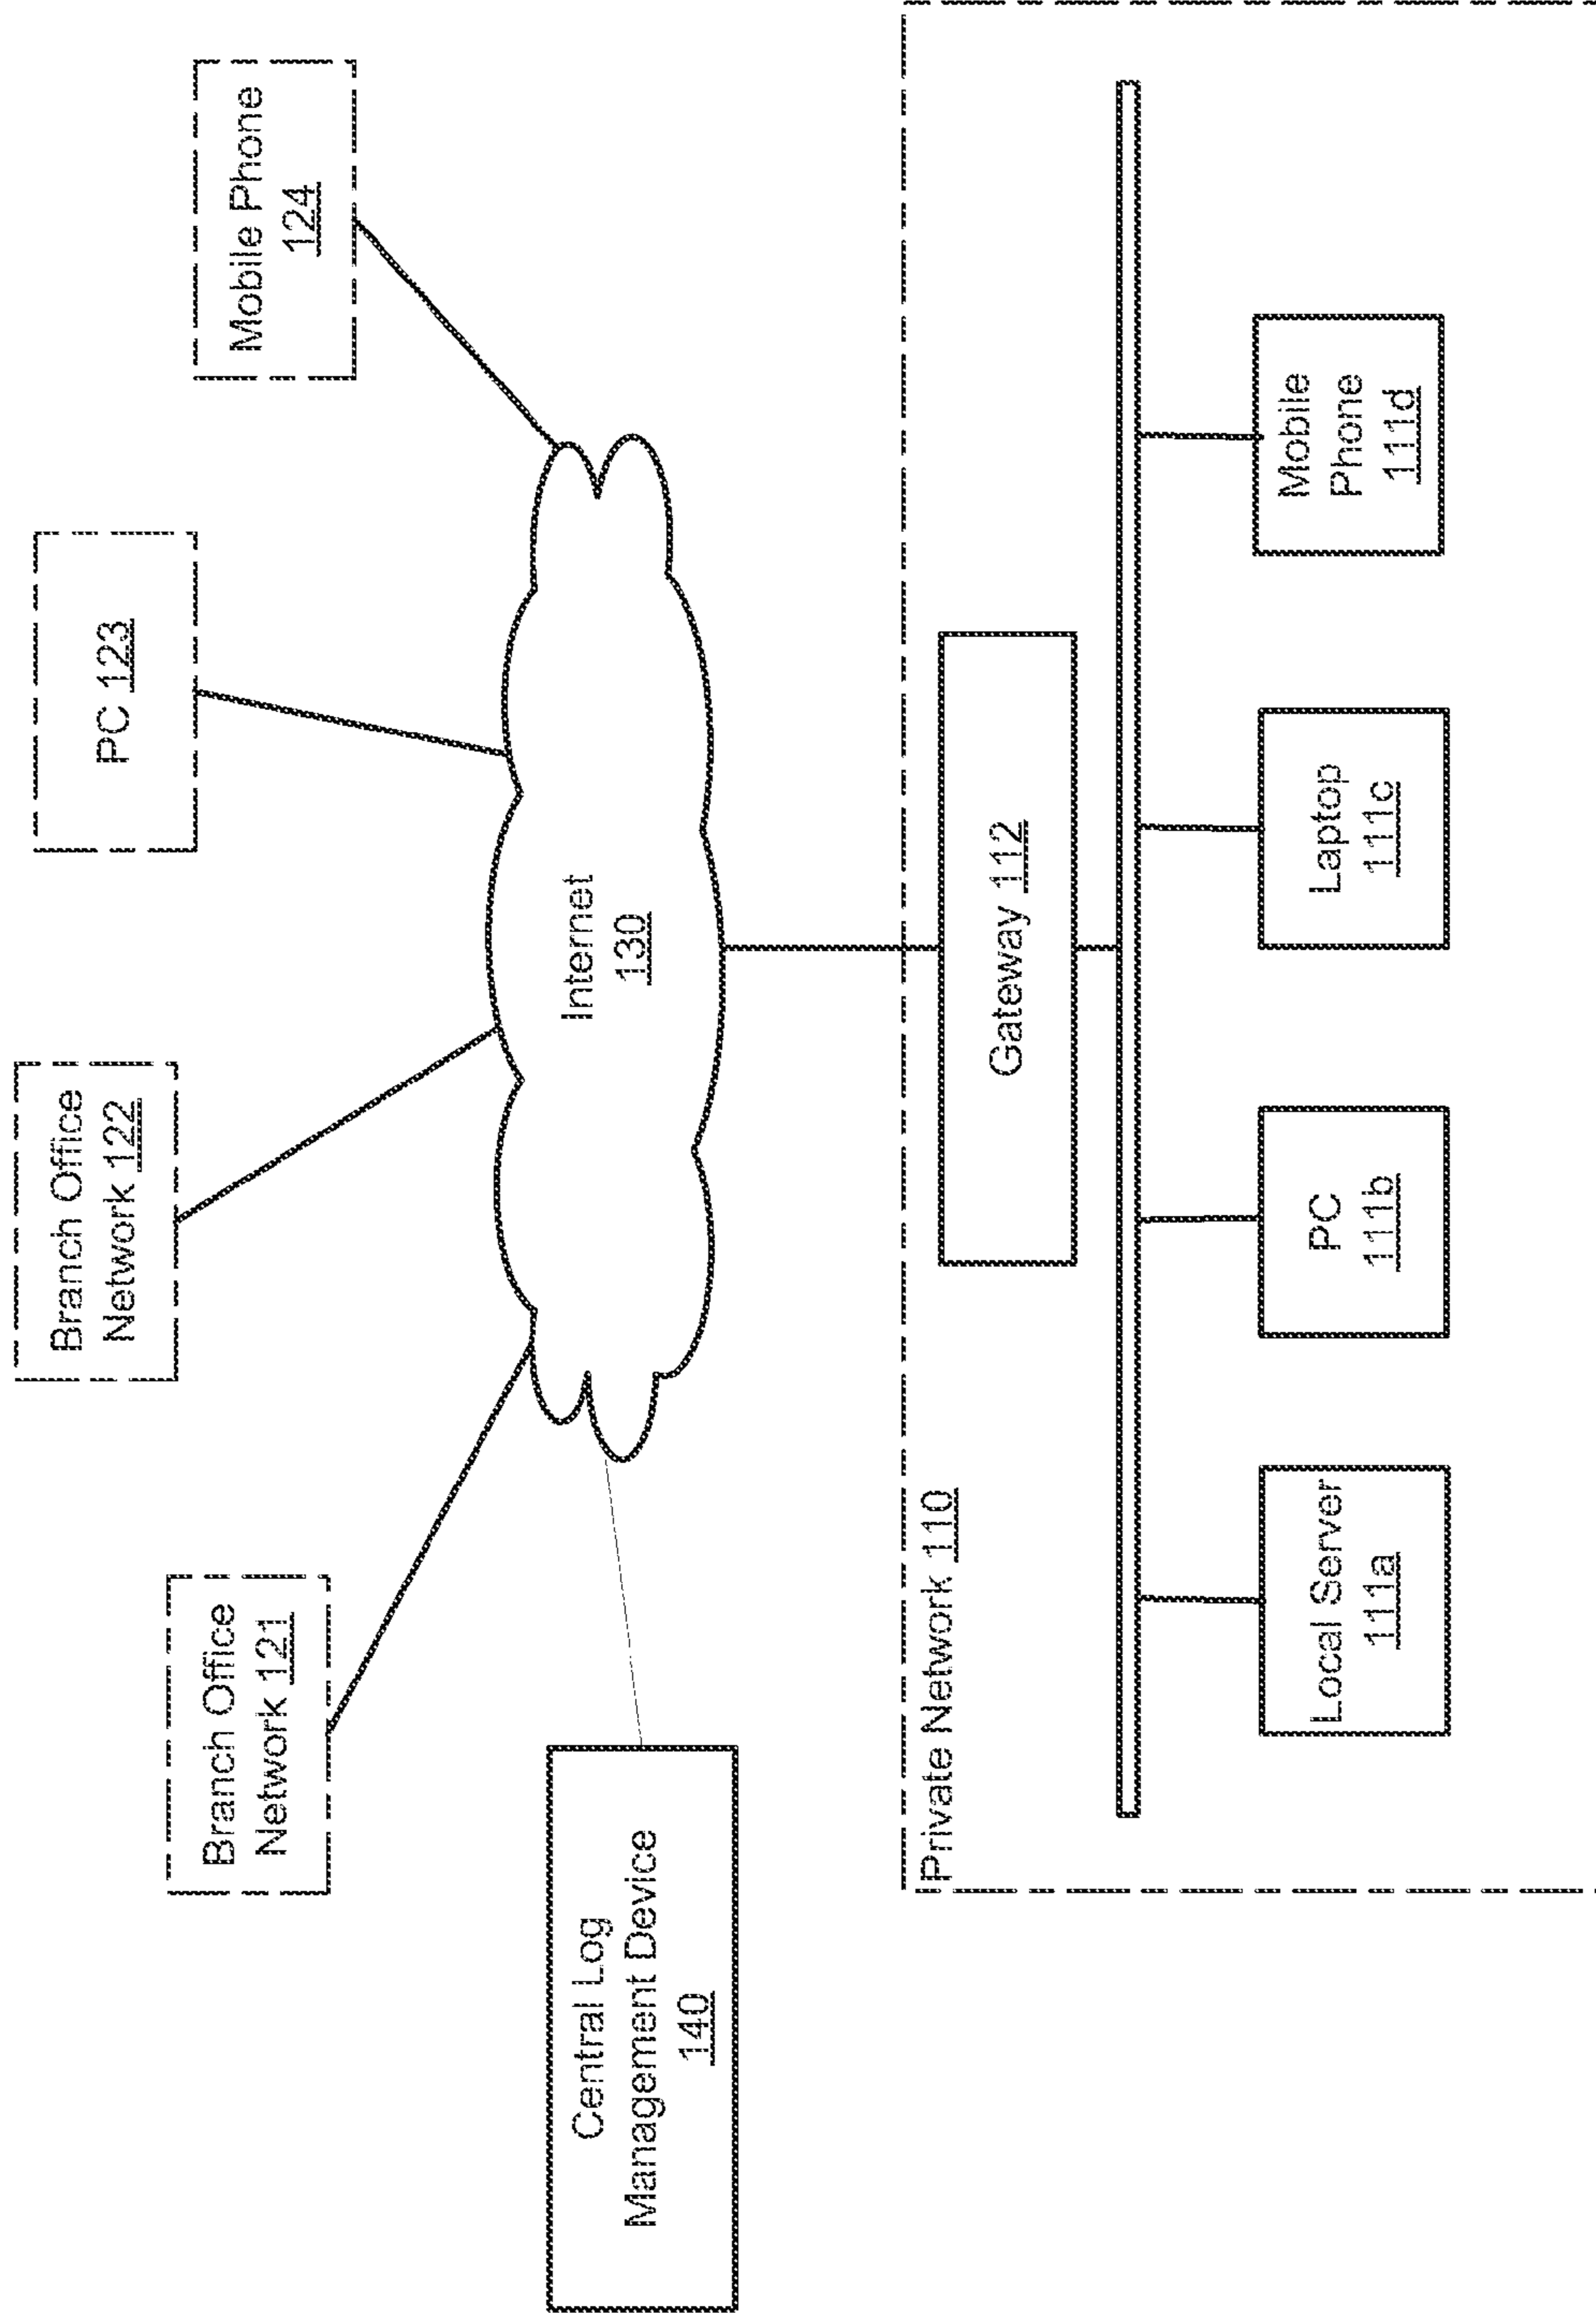 Branch Office
Network 121
Branch Office
Network 122
PC 123
Mobile Phone
124
Central Log
Management Device
140
Internet
130
Private Network 110
Gateway 112
Local Server
111a
PC
111b
Laptop
111c
Mobile
Phone
111d